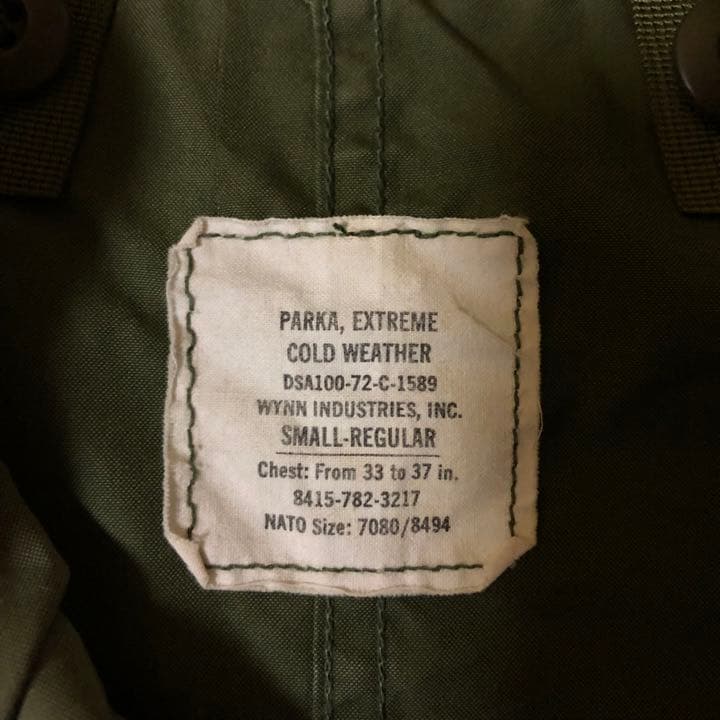 PARKA, EXTREME
COLD WEATHER
DSA100-72-C-1589
WYNN INDUSTRIES, INC.
SMALL-REGULAR
Chest: From 33 to 37 in.
8415-782-3217
NATO Size: 7080/8494